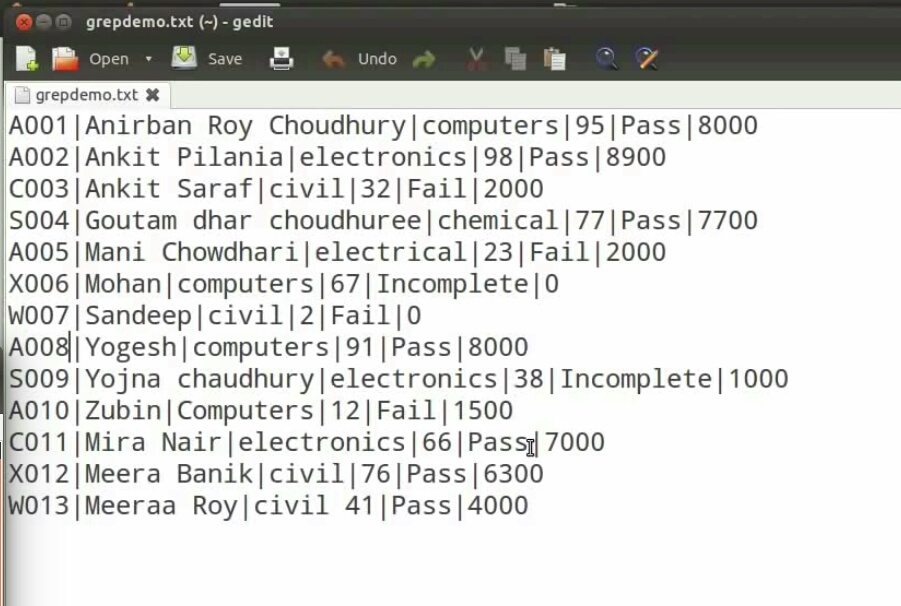 grepdemo.txt (~) - gedit
Open Save Undo
grepdemo.txt
A001|Anirban Roy Choudhury|computers|95|Pass|8000
A002|Ankit Pilania|electronics|98|Pass|8900
C003|Ankit Saraf|civil|32|Fail|2000
S004|Goutam dhar choudhuree|chemical|77|Pass|7700
A005|Mani Chowdhari|electrical|23|Fail|2000
X006|Mohan|computers|67|Incomplete|0
W007|Sandeep|civil|2|Fail|0
A008|Yogesh|computers|91|Pass|8000
S009|Yojna chaudhury|electronics|38|Incomplete|1000
A010|Zubin|Computers|12|Fail|1500
C011|Mira Nair|electronics|66|Pass|7000
X012|Meera Banik|civil|76|Pass|6300
W013|Meeraa Roy|civil 41|Pass|4000